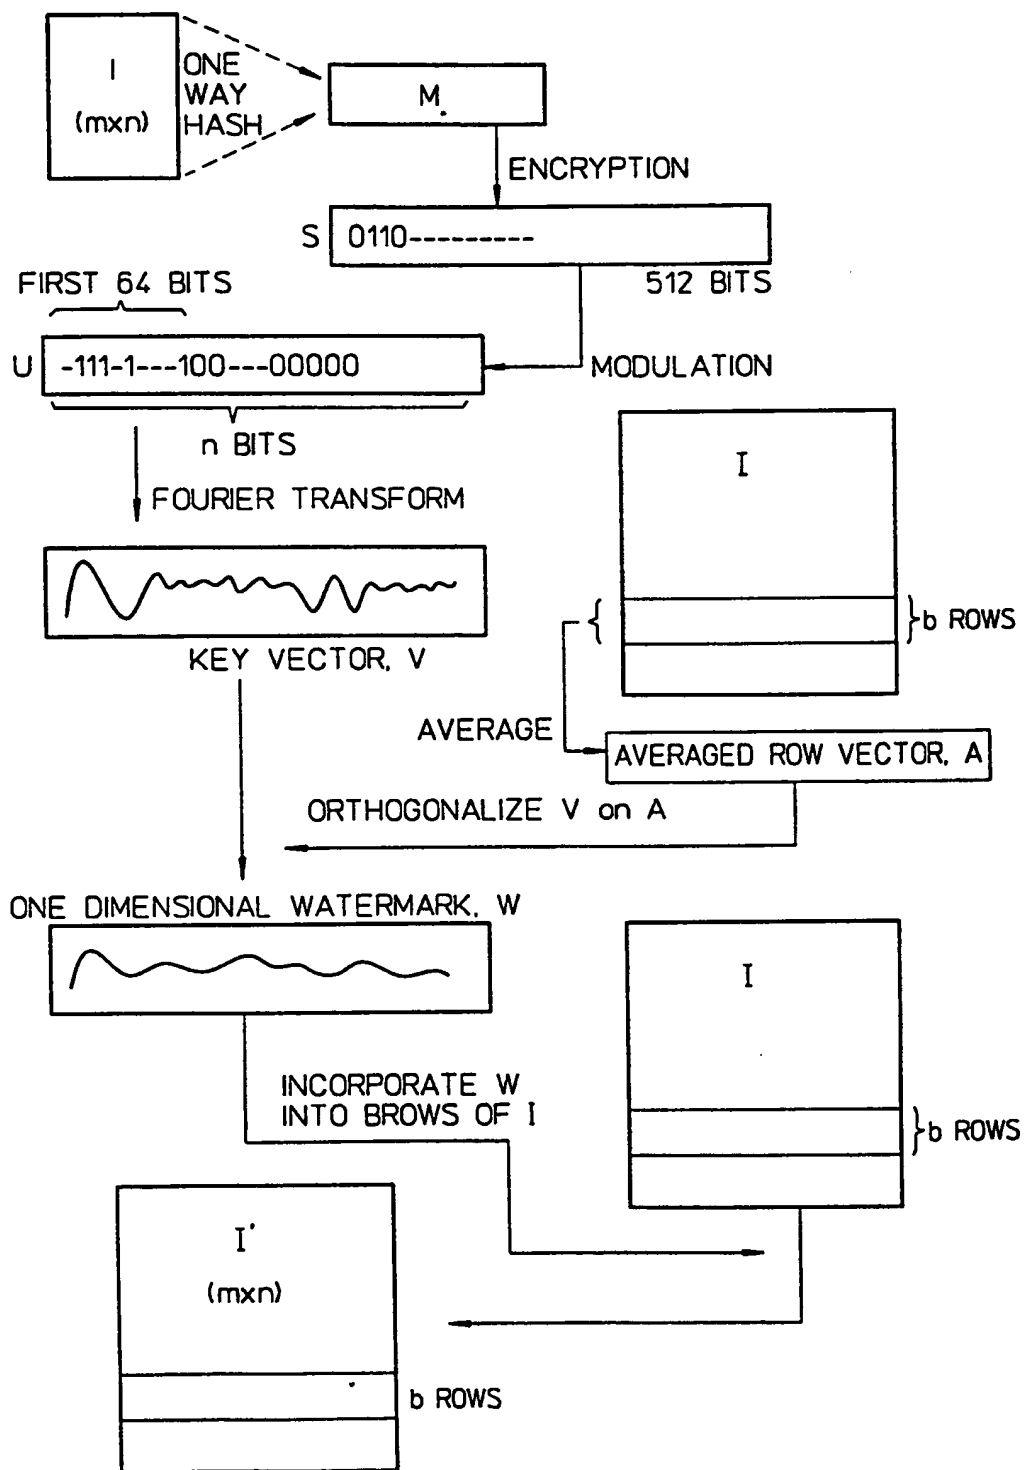 I
(mxn)
ONE
WAY
HASH
M
ENCRYPTION
S
0110---------
512 BITS
FIRST 64 BITS
U
-111-1---100---00000
MODULATION
n BITS
FOURIER TRANSFORM
I
b ROWS
KEY VECTOR, V
AVERAGE
AVERAGED ROW VECTOR, A
ORTHOGONALIZE V on A
ONE DIMENSIONAL WATERMARK, W
I
INCORPORATE W
INTO BROWS OF I
b ROWS
I'
(mxn)
b ROWS